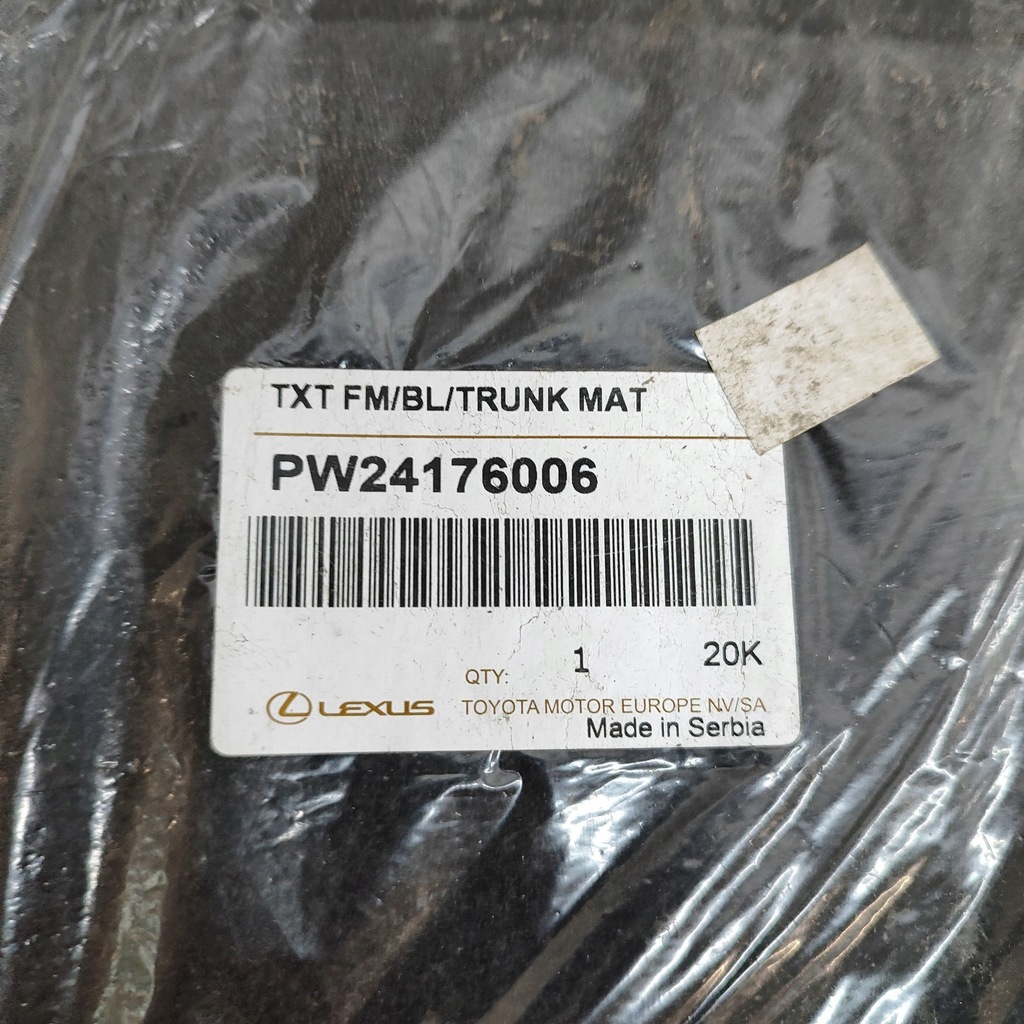 TXT FM/BL/TRUNK MAT
PW24176006
QTY: 1 20K
LEXUS TOYOTA MOTOR EUROPE NV/SA
Made in Serbia